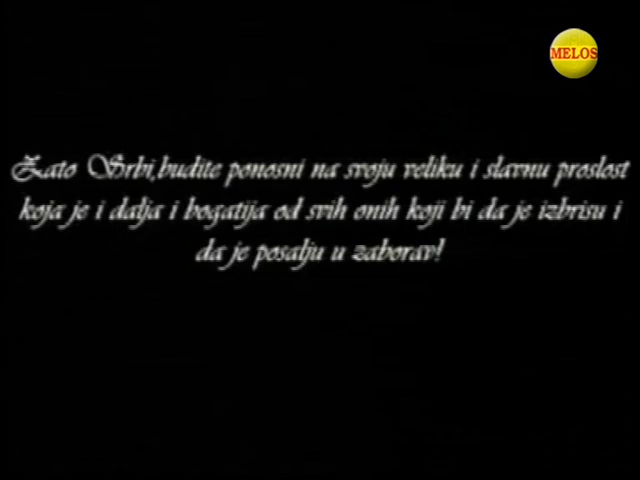 MELOS
Zato Srbi,budite ponosni na svoju veliku i slavnu proslost
koja je i dalja i bogatija od svih onih koji bi da je izbrisu i
da je posalju u zaborav!